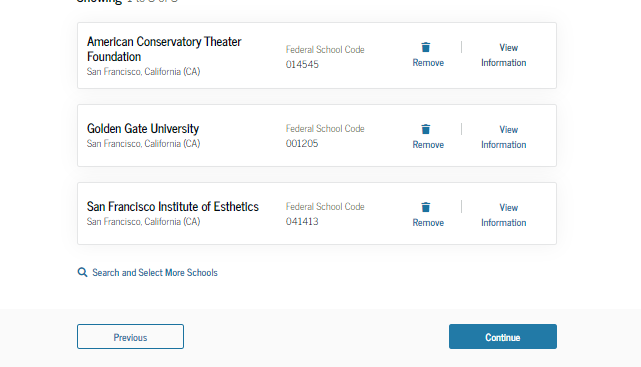 Showing
American Conservatory Theater
Foundation
San Francisco, California (CA)
Federal School Code
014545
Remove
View
Information
Golden Gate University
San Francisco, California (CA)
Federal School Code
001205
Remove
View
Information
San Francisco Institute of Esthetics
San Francisco, California (CA)
Federal School Code
041413
Remove
View
Information
Search and Select More Schools
Previous
Continue